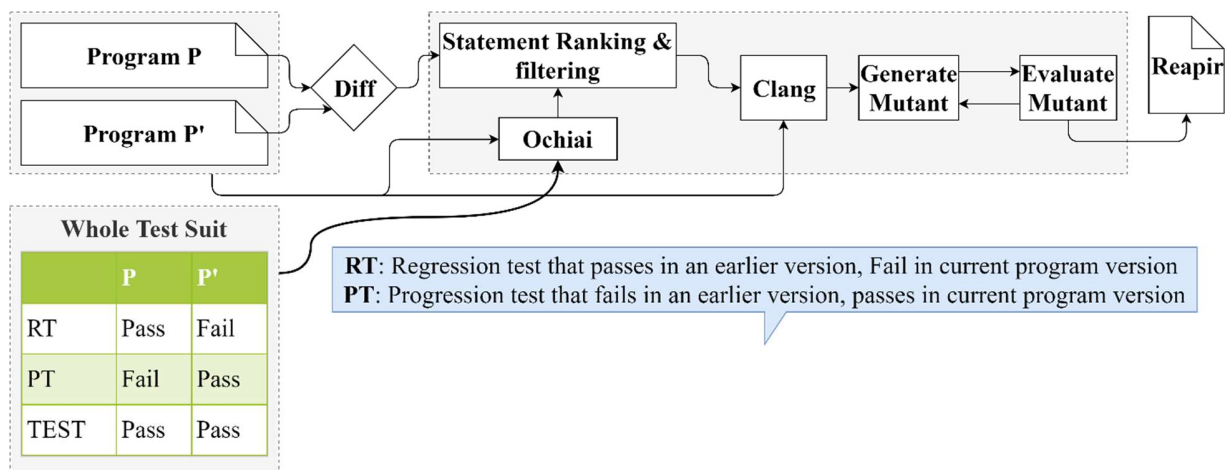 Program P
Program P'
Diff
Statement Ranking &
filtering
Ochiai
Clang
Generate
Mutant
Evaluate
Mutant
Reapir
Whole Test Suit
P P'
RT Pass Fail
PT Fail Pass
TEST Pass Pass
RT: Regression test that passes in an earlier version, Fail in current program version
PT: Progression test that fails in an earlier version, passes in current program version